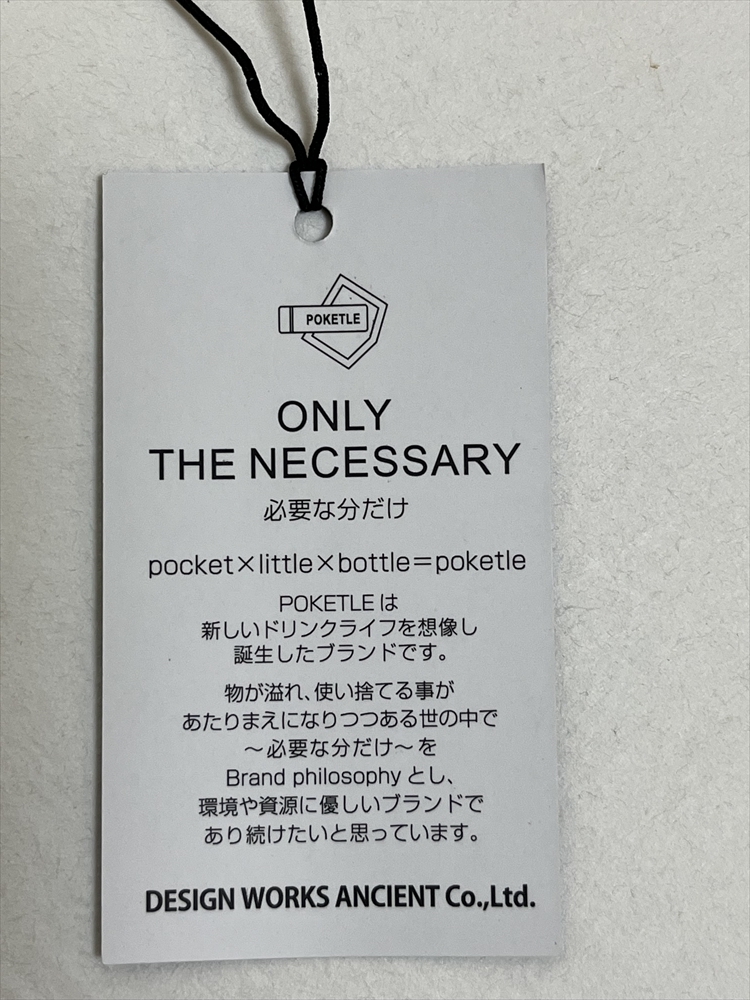 POKETLE
ONLY
THE NECESSARY
必要な分だけ
pocket×little×bottle=poketle
POKETLEは
新しいドリンクライフを想像し
誕生したブランドです。
物が溢れ、使い捨てる事が
あたりまえになりつつある世の中で
～必要な分だけ～を
Brand philosophyとし、
環境や資源に優しいブランドで
あり続けたいと思っています。
DESIGN WORKS ANCIENT Co.,Ltd.